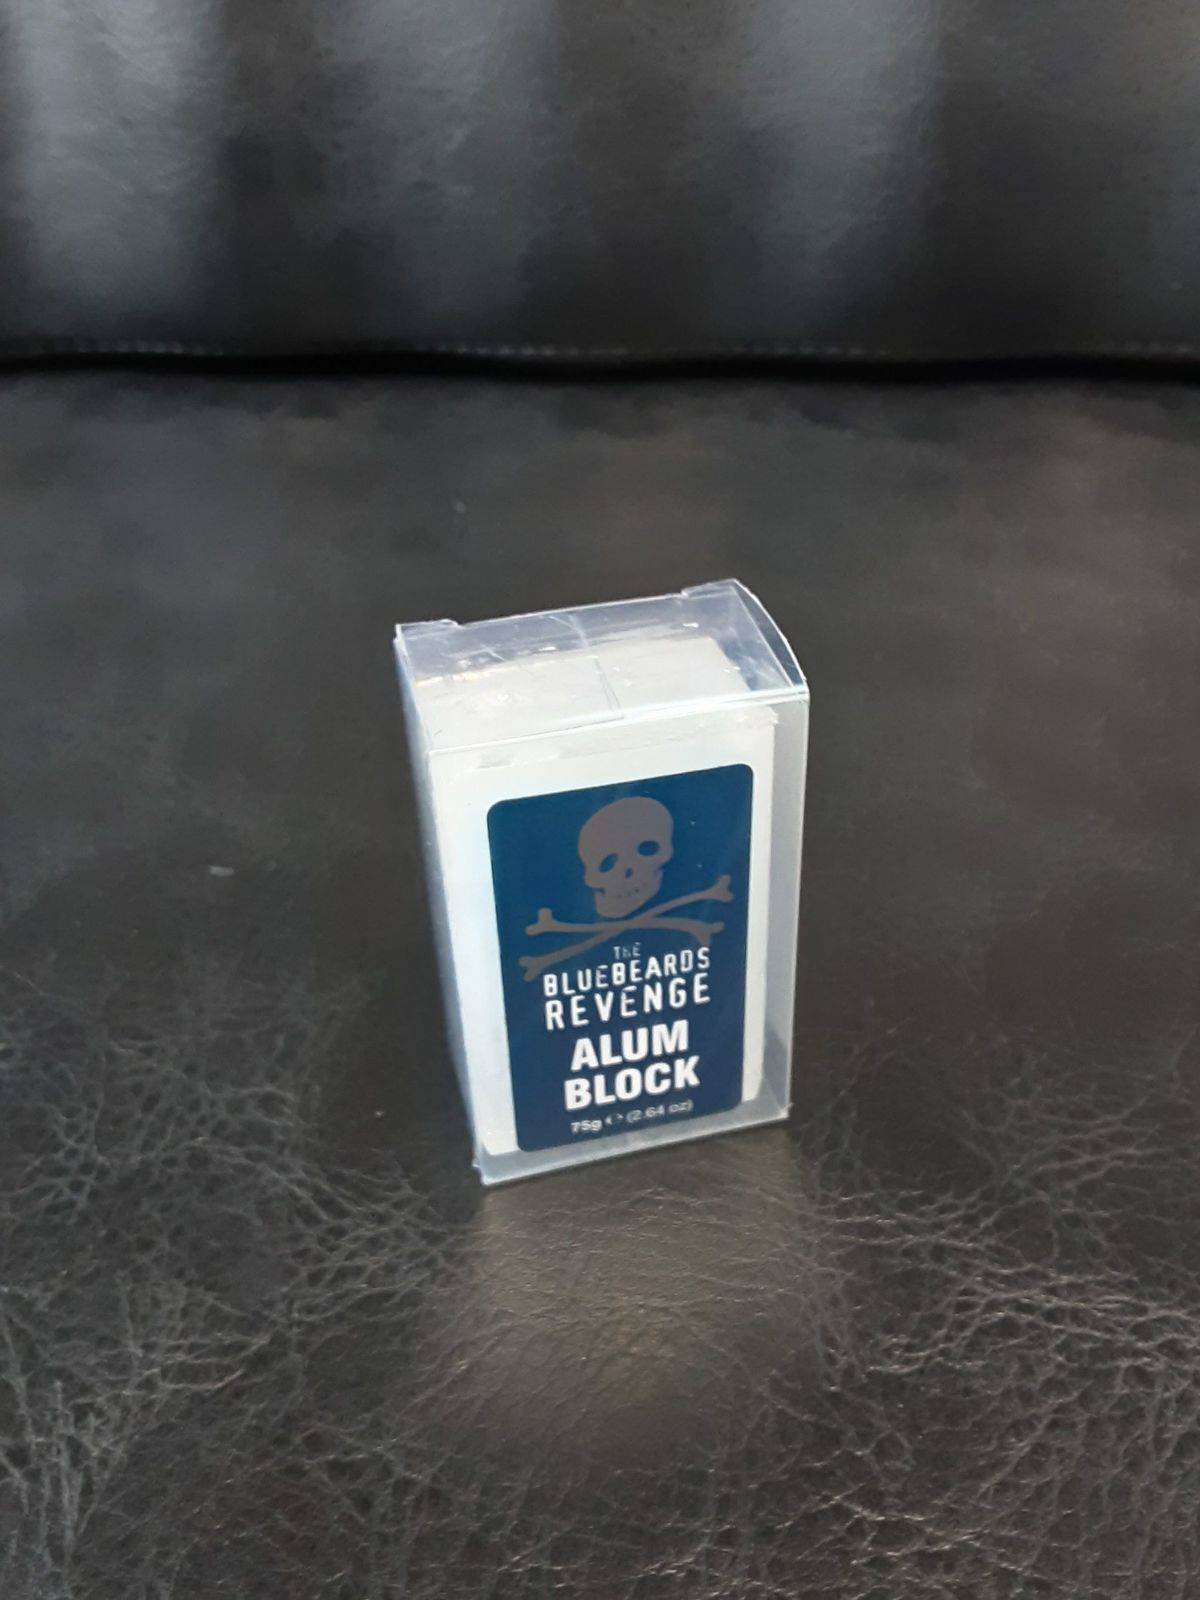 THE
BLUEBEARDS
REVENGE
ALUM
BLOCK
75g e (2.64 oz)